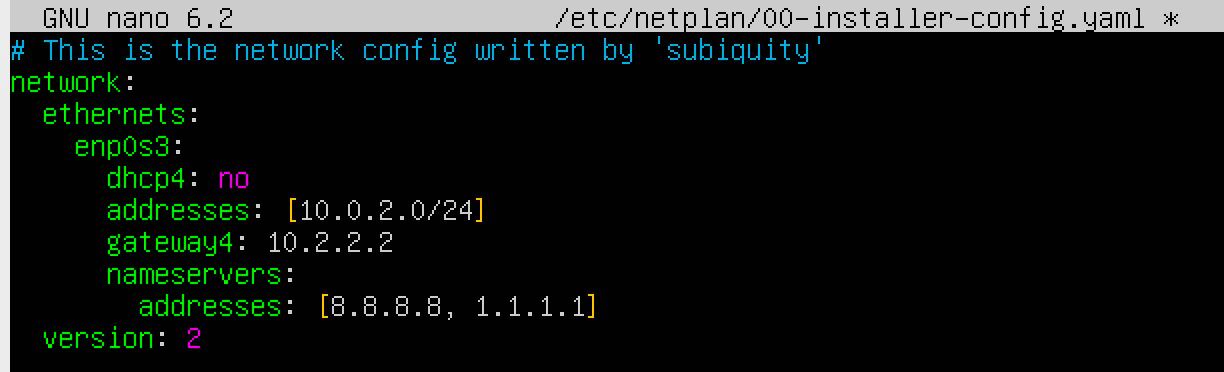 GNU nano 6.2 /etc/netplan/00-installer-config.yaml *
# This is the network config written by 'subiquity'
network:
  ethernets:
    enp0s3:
      dhcp4: no
      addresses: [10.0.2.0/24]
      gateway4: 10.2.2.2
      nameservers:
        addresses: [8.8.8.8, 1.1.1.1]
  version: 2